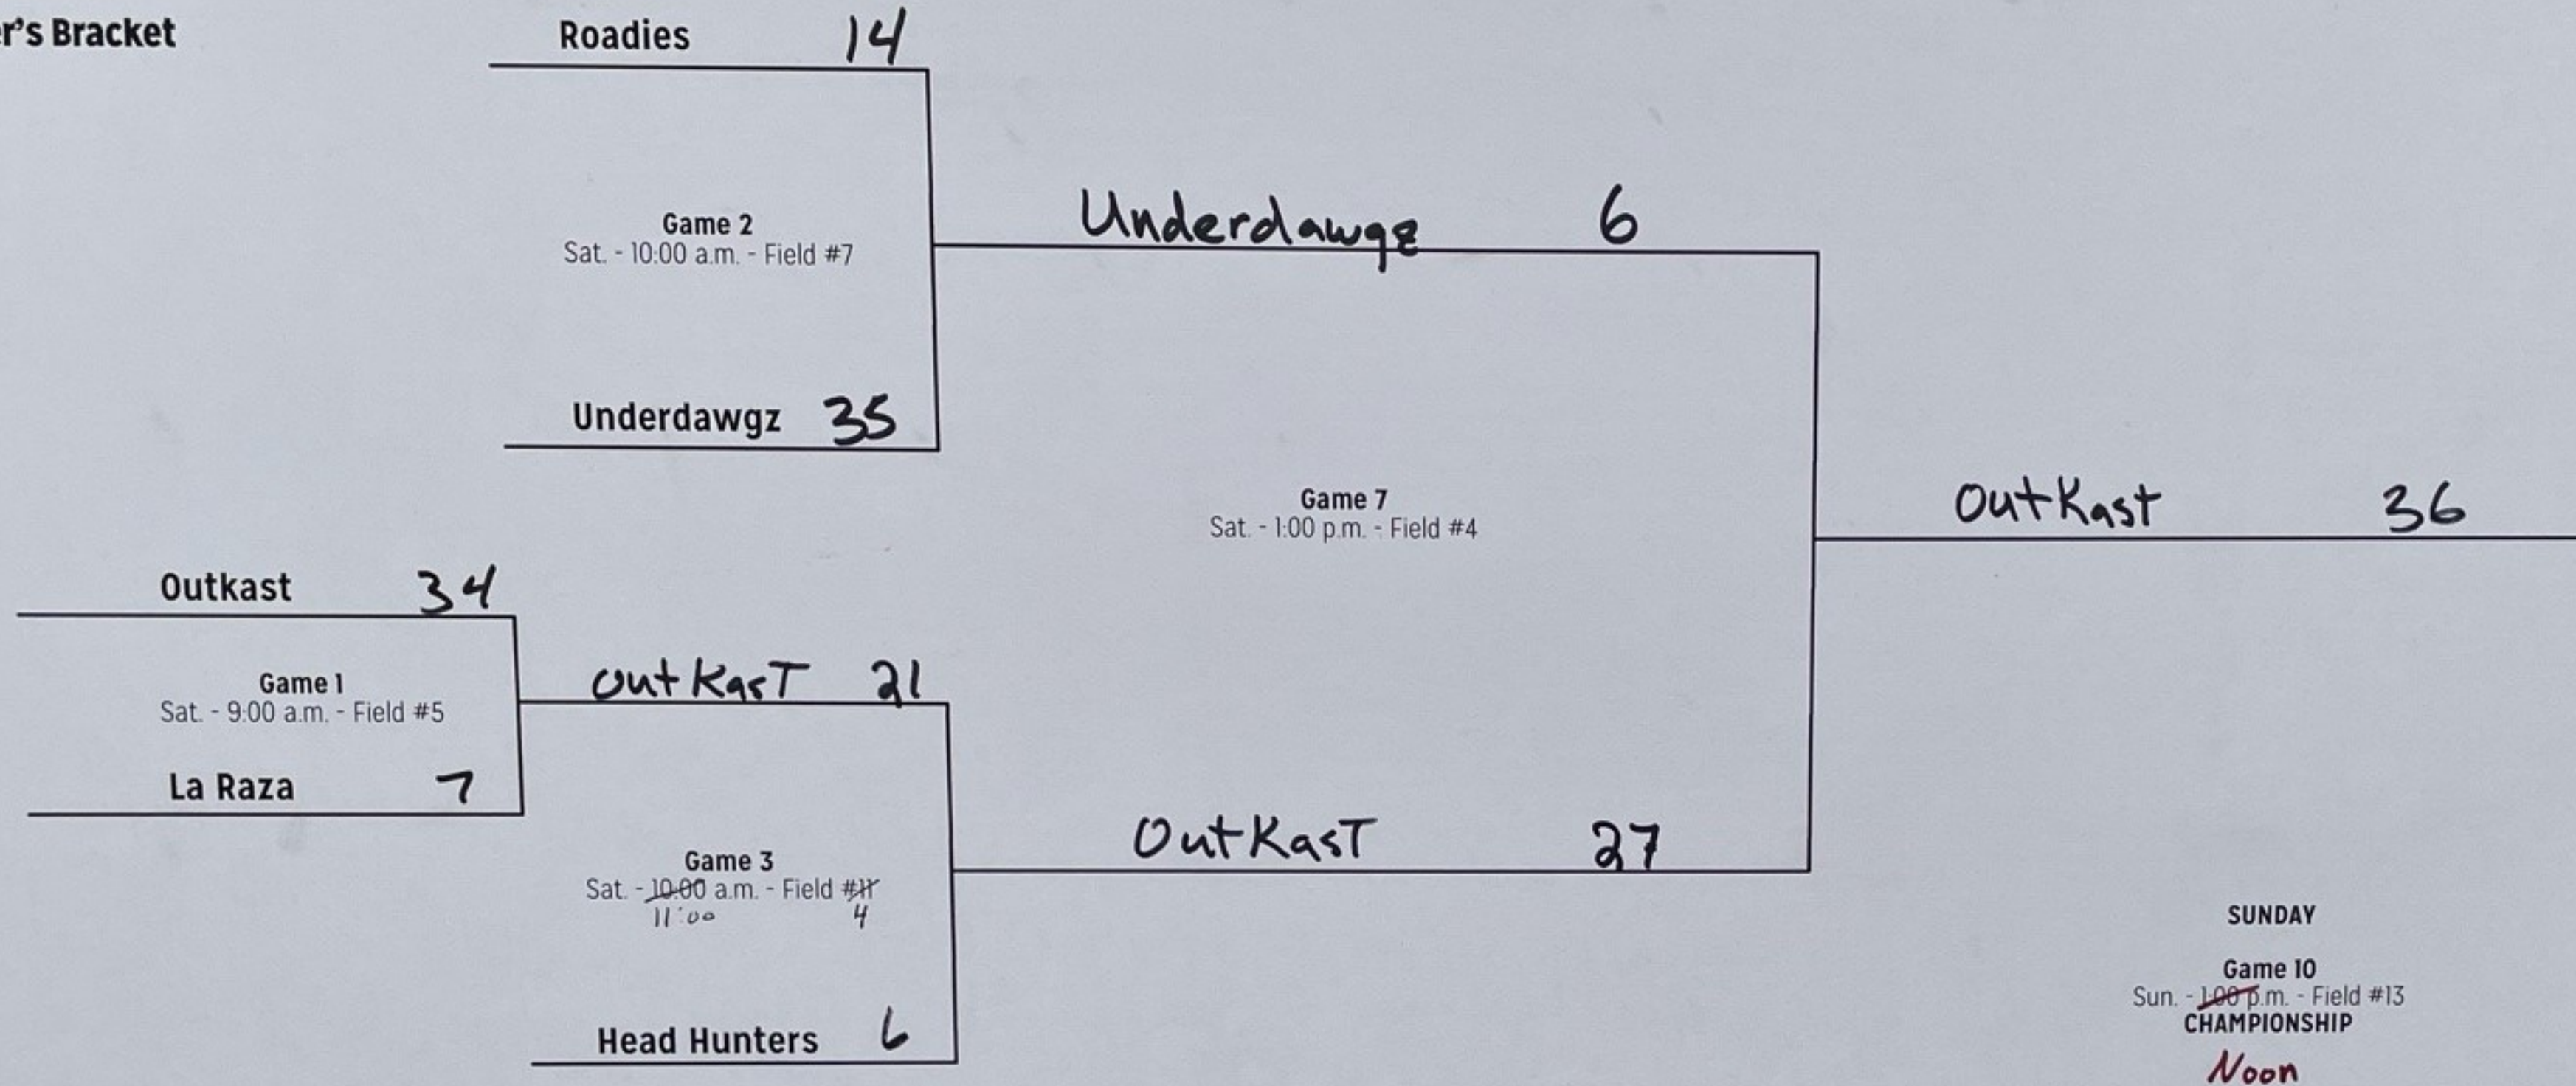 r's Bracket
Roadies 14
Game 2
Sat. - 10:00 a.m. - Field #7
Underdawgz 6
Underdawgz 35
Game 7
Sat. - 1:00 p.m. - Field #4
OutKast 36
Outkast 34
Game 1
Sat. - 9:00 a.m. - Field #5
OutKasT 21
La Raza 7
OutKasT 27
Game 3
Sat. - 10:00 a.m. - Field #11
11:00 4
Head Hunters 6
SUNDAY
Game 10
Sun. - 1:00 p.m. - Field #13
CHAMPIONSHIP
Noon